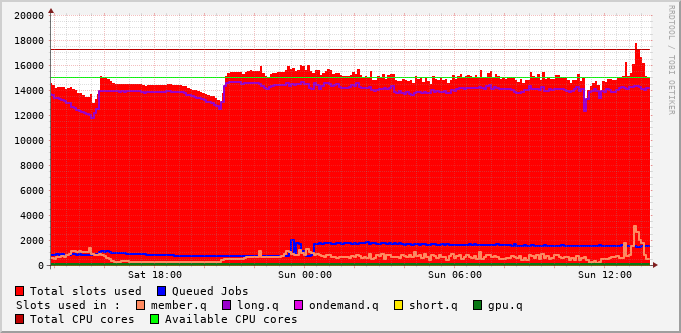 20000
18000
16000
14000
12000
10000
8000
6000
4000
2000
0
Sat 18:00 Sun 00:00 Sun 06:00 Sun 12:00
RRDTOOL / TOBI OETIKER
Total slots used Queued Jobs
Slots used in : member.q long.q ondemand.q short.q gpu.q
Total CPU cores Available CPU cores